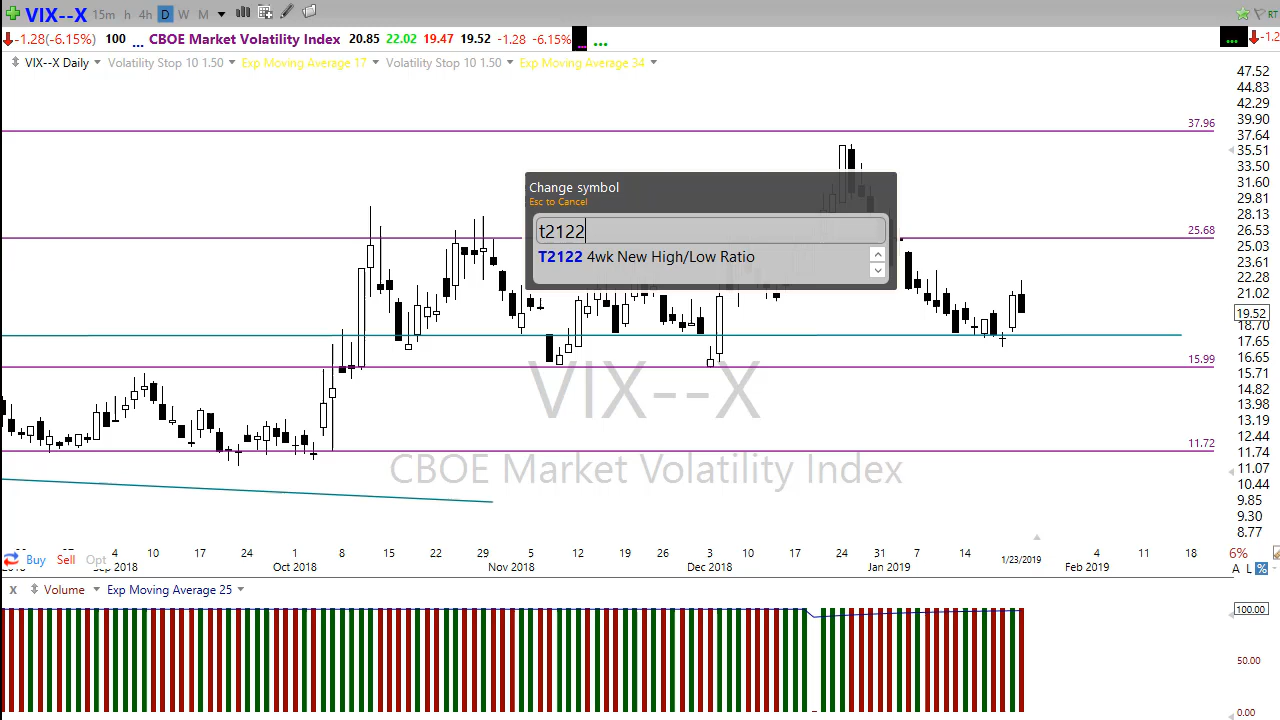 VIX--X 15m h 4h D W M RT
-1.28(-6.15%) 100 ... CBOE Market Volatility Index 20.85 22.02 19.47 19.52 -1.28 -6.15% ... ... ... -1.2
VIX--X Daily Volatility Stop 10 1.50 Exp Moving Average 17 Volatility Stop 10 1.50 Exp Moving Average 34
47.52
44.83
42.29
39.90
37.96
37.64
35.51
33.50
31.60
29.81
28.13
26.53
25.68
25.03
23.61
22.28
21.02
19.52
18.70
17.65
16.65
15.99
15.71
14.82
13.98
13.19
12.44
11.72
11.74
11.07
10.44
9.85
9.30
8.77
Change symbol
Esc to Cancel
t2122
T2122 4wk New High/Low Ratio
VIX--X
CBOE Market Volatility Index
Buy Sell Opt
4 10 17 24 1 8 15 22 29 5 12 19 26 3 10 17 24 31 7 14 1/23/2019 4 11 18 6%
Sep 2018 Oct 2018 Nov 2018 Dec 2018 Jan 2019 Feb 2019 A L %
X Volume Exp Moving Average 25
100.00
50.00
0.00